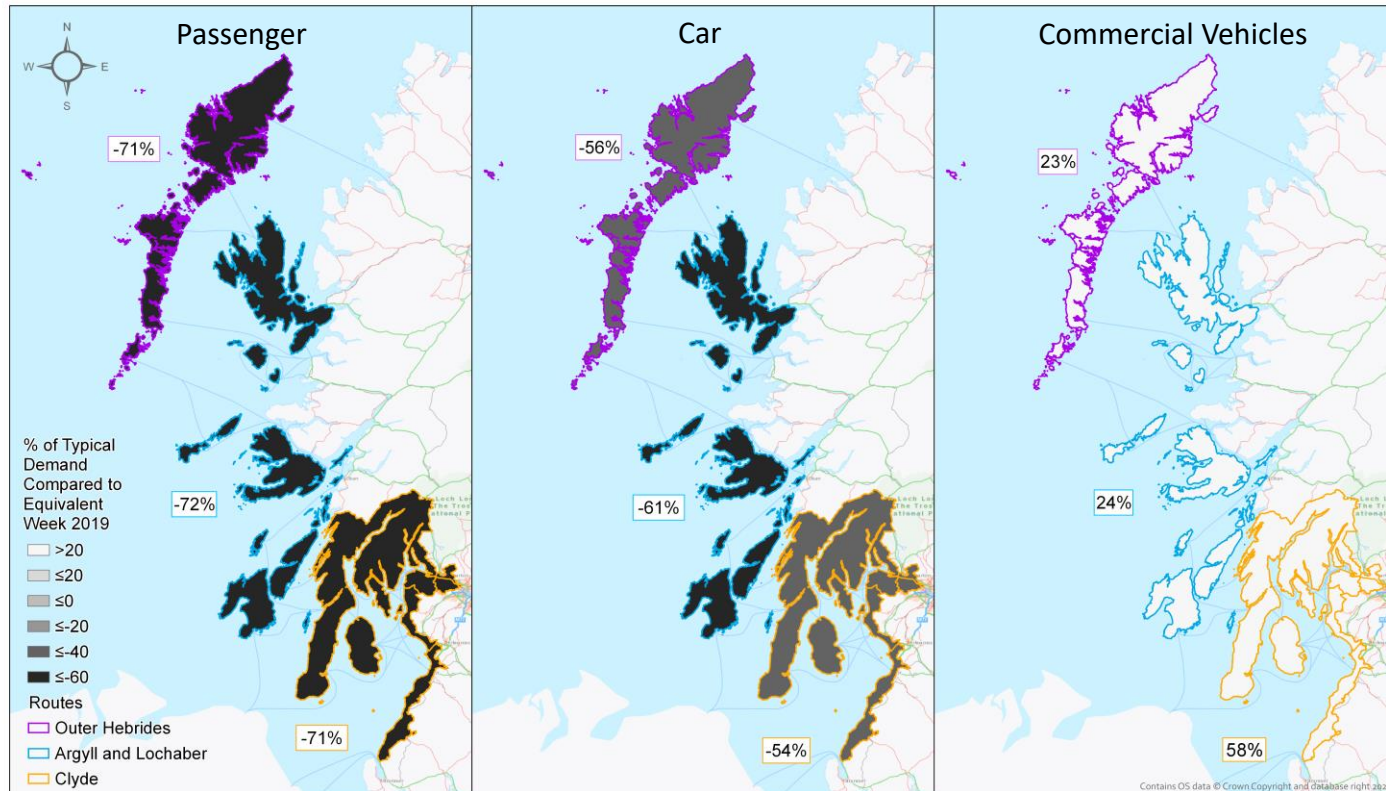 Passenger
Car
Commercial Vehicles
N
W E
S
-71%
-56%
23%
-72%
-61%
24%
-71%
-54%
58%
% of Typical
Demand
Compared to
Equivalent
Week 2019
>20
≤20
≤0
≤-20
≤-40
≤-60
Routes
Outer Hebrides
Argyll and Lochaber
Clyde
Contains OS data © Crown Copyright and database right